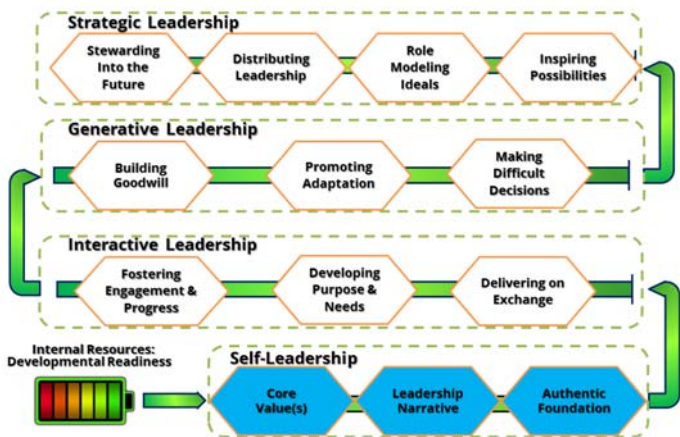 Strategic Leadership
Stewarding
Into the
Future
Distributing
Leadership
Role
Modeling
Ideals
Inspiring
Possibilities
Generative Leadership
Building
Goodwill
Promoting
Adaptation
Making
Difficult
Decisions
Interactive Leadership
Fostering
Engagement &
Progress
Developing
Purpose &
Needs
Delivering on
Exchange
Internal Resources:
Developmental Readiness
Self-Leadership
Core
Value(s)
Leadership
Narrative
Authentic
Foundation